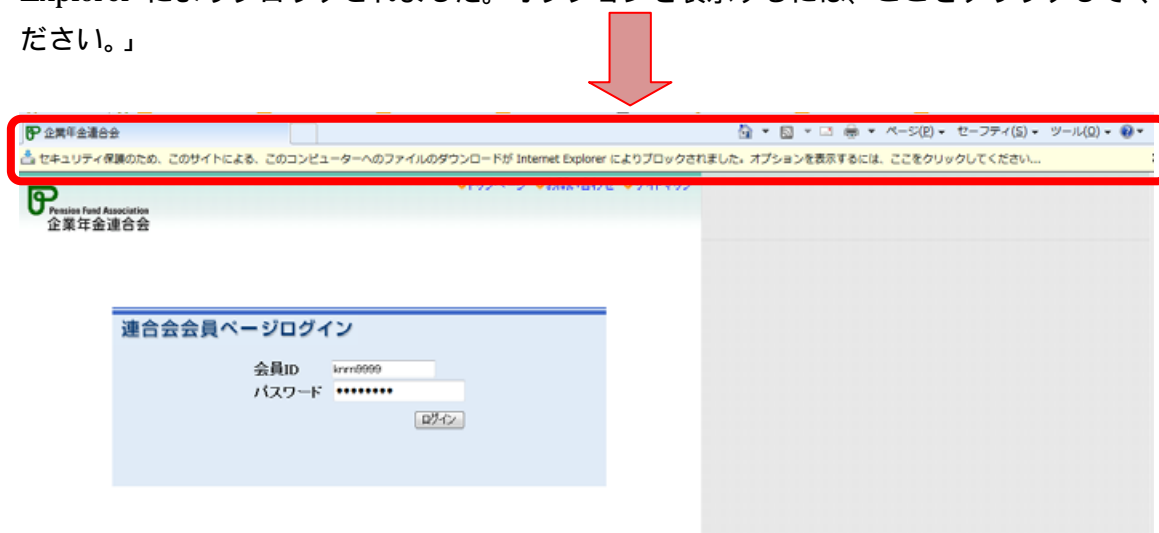 ださい。」
企業年金連合会
ページ(P) セーフティ(S) ツール(O)
セキュリティ保護のため、このサイトによる、このコンピューターへのファイルのダウンロードが Internet Explorer によりブロックされました。オプションを表示するには、ここをクリックしてください...
Pension Fund Association
企業年金連合会
連合会会員ページログイン
会員ID
パスワード ••••••••
ログイン